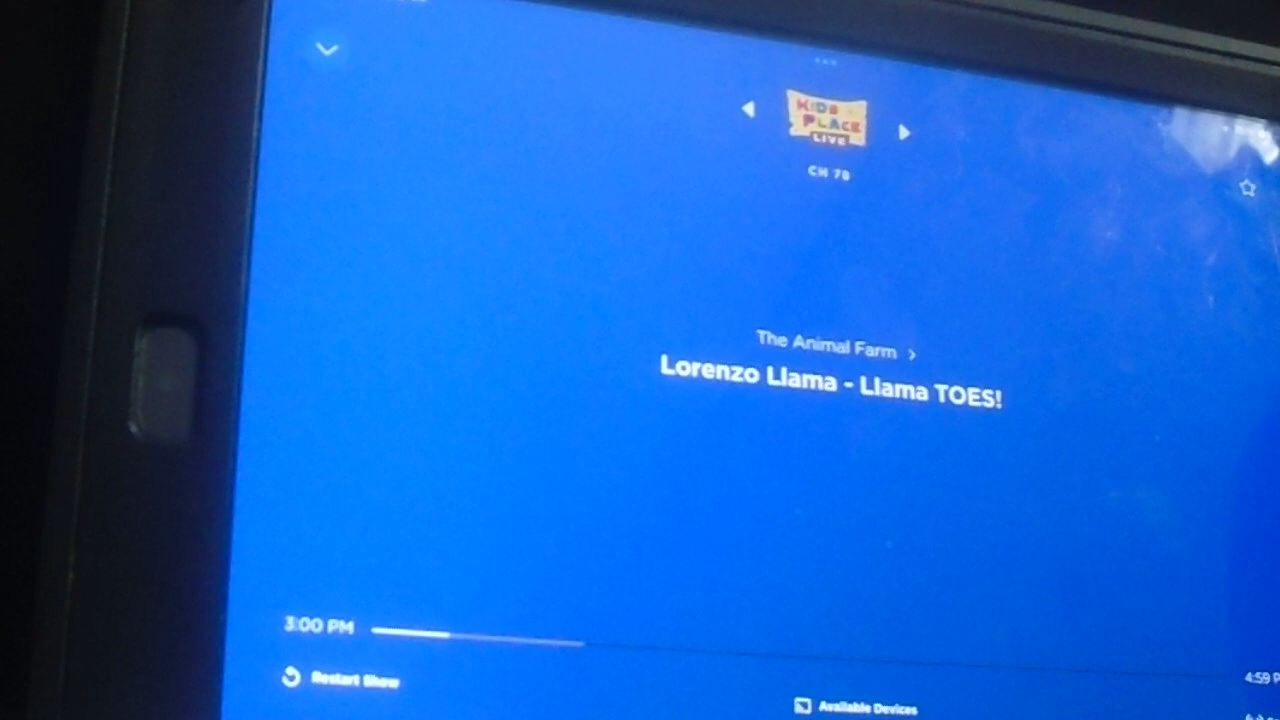 KIDS
PLACE
LIVE
CH 78
The Animal Farm
Lorenzo Llama - Llama TOES!
3:00 PM
4:59
Restart Show
Available Devices